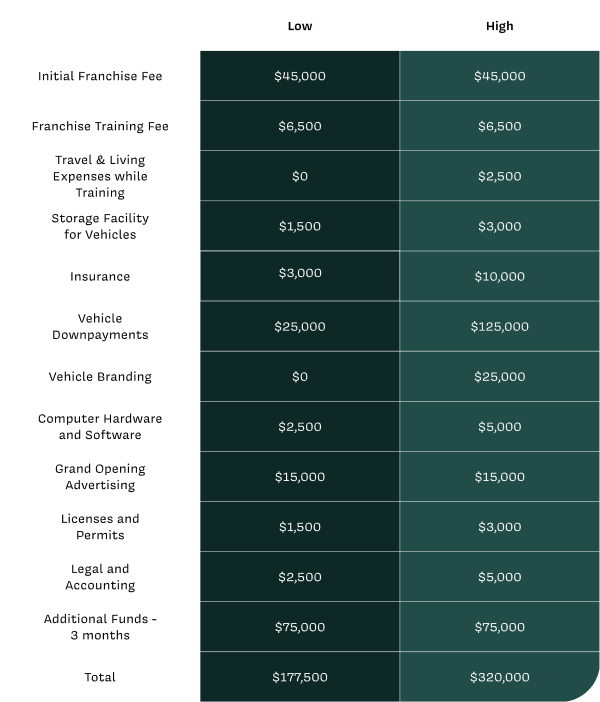 Low High
Initial Franchise Fee $45,000 $45,000
Franchise Training Fee $6,500 $6,500
Travel & Living
Expenses while $0 $2,500
Training
Storage Facility
for Vehicles $1,500 $3,000
Insurance $3,000 $10,000
Vehicle
Downpayments $25,000 $125,000
Vehicle Branding $0 $25,000
Computer Hardware
and Software $2,500 $5,000
Grand Opening
Advertising $15,000 $15,000
Licenses and
Permits $1,500 $3,000
Legal and
Accounting $2,500 $5,000
Additional Funds -
3 months $75,000 $75,000
Total $177,500 $320,000